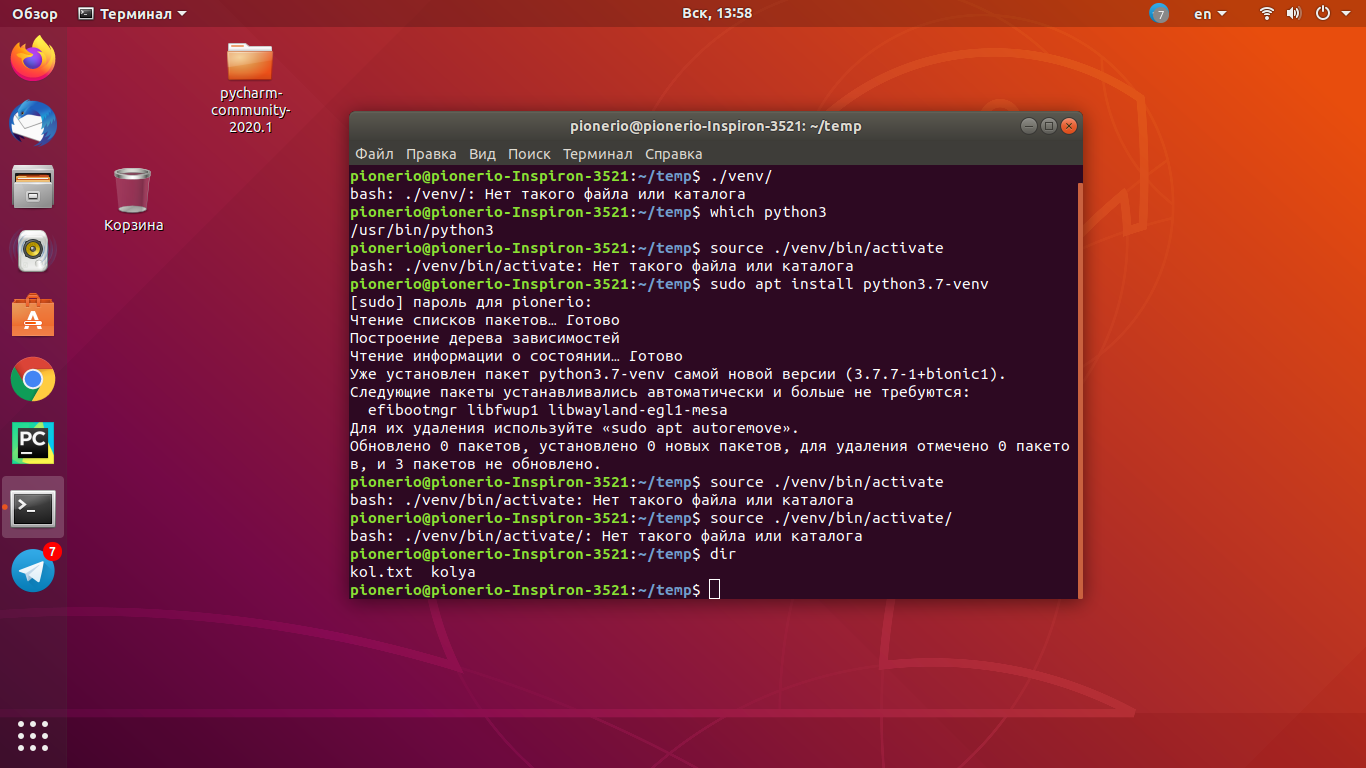 Обзор
Терминал
Вск, 13:58
7
en
pycharm-
community-
2020.1
Корзина
PC
7
pionerio@pionerio-Inspiron-3521: ~/temp
Файл Правка Вид Поиск Терминал Справка
pionerio@pionerio-Inspiron-3521:~/temp$ ./venv/
bash: ./venv/: Нет такого файла или каталога
pionerio@pionerio-Inspiron-3521:~/temp$ which python3
/usr/bin/python3
pionerio@pionerio-Inspiron-3521:~/temp$ source ./venv/bin/activate
bash: ./venv/bin/activate: Нет такого файла или каталога
pionerio@pionerio-Inspiron-3521:~/temp$ sudo apt install python3.7-venv
[sudo] пароль для pionerio:
Чтение списков пакетов… Готово
Построение дерева зависимостей
Чтение информации о состоянии… Готово
Уже установлен пакет python3.7-venv самой новой версии (3.7.7-1+bionic1).
Следующие пакеты устанавливались автоматически и больше не требуются:
  efibootmgr libfwup1 libwayland-egl1-mesa
Для их удаления используйте «sudo apt autoremove».
Обновлено 0 пакетов, установлено 0 новых пакетов, для удаления отмечено 0 пакето
в, и 3 пакетов не обновлено.
pionerio@pionerio-Inspiron-3521:~/temp$ source ./venv/bin/activate
bash: ./venv/bin/activate: Нет такого файла или каталога
pionerio@pionerio-Inspiron-3521:~/temp$ source ./venv/bin/activate/
bash: ./venv/bin/activate/: Нет такого файла или каталога
pionerio@pionerio-Inspiron-3521:~/temp$ dir
kol.txt  kolya
pionerio@pionerio-Inspiron-3521:~/temp$